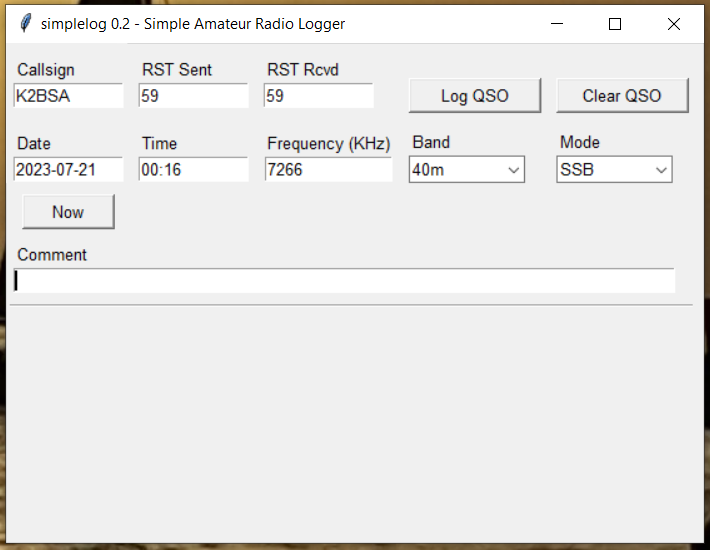 simplelog 0.2 - Simple Amateur Radio Logger
Callsign RST Sent RST Rcvd
K2BSA 59 59 Log QSO Clear QSO
Date Time Frequency (KHz) Band Mode
2023-07-21 00:16 7266 40m SSB
Now
Comment